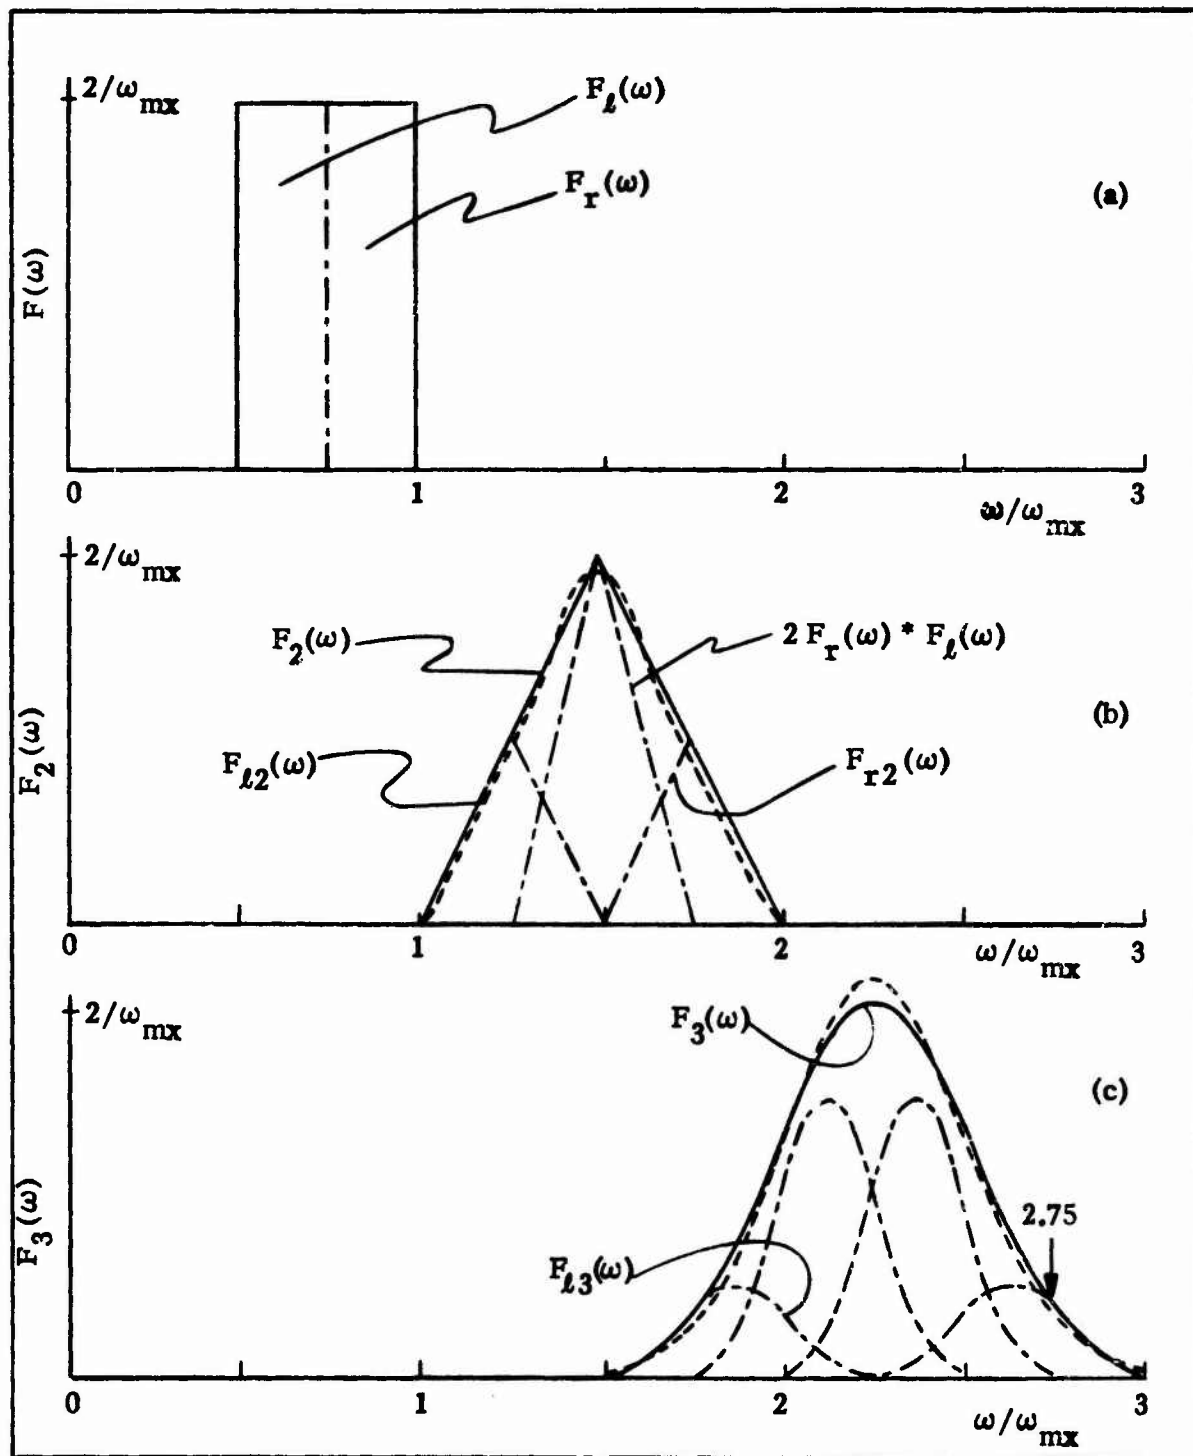 2/ω_mx
F_ℓ(ω)
F_r(ω)
(a)
F(ω)
0 1 2 3
ω/ω_mx
2/ω_mx
F_2(ω)
2 F_r(ω) * F_ℓ(ω)
(b)
F_ℓ2(ω)
F_r2(ω)
F_2(ω)
0 1 2 3
ω/ω_mx
2/ω_mx
F_3(ω)
(c)
2.75
F_ℓ3(ω)
F_3(ω)
0 1 2 3
ω/ω_mx